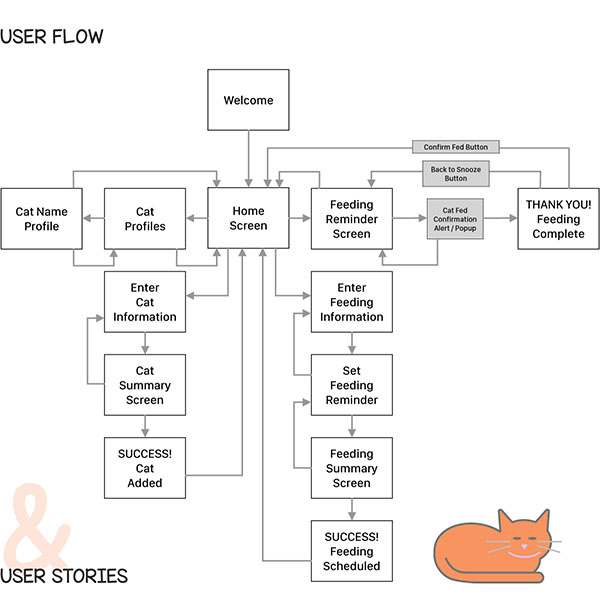 USER FLOW
Welcome
Confirm Fed Button
Back to Snooze
Button
Cat Name
Profile
Cat
Profiles
Home
Screen
Feeding
Reminder
Screen
Cat Fed
Confirmation
Alert / Popup
THANK YOU!
Feeding
Complete
Enter
Cat
Information
Enter
Feeding
Information
Cat
Summary
Screen
Set
Feeding
Reminder
SUCCESS!
Cat
Added
Feeding
Summary
Screen
SUCCESS!
Feeding
Scheduled
&
USER STORIES